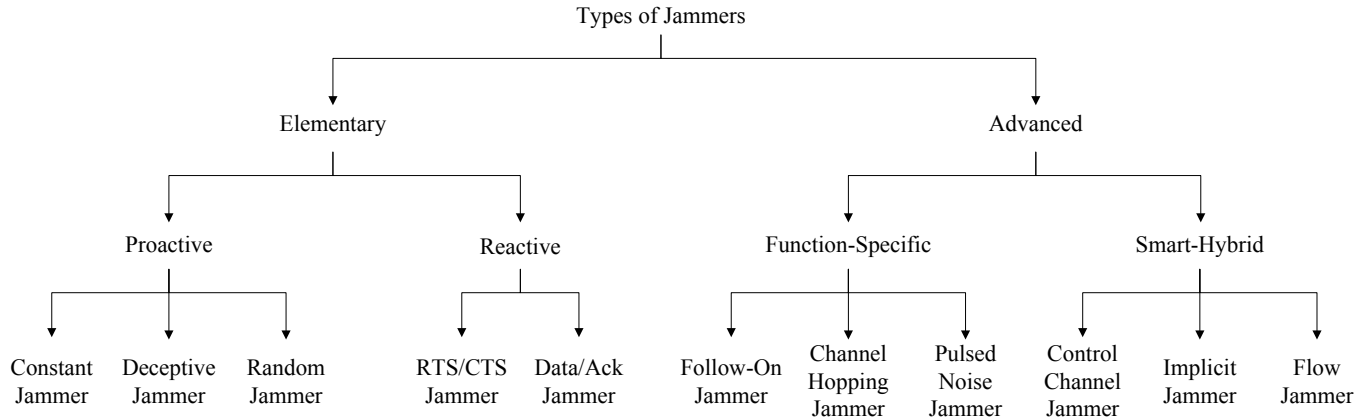 Types of Jammers
Elementary
Advanced
Proactive
Reactive
Function-Specific
Smart-Hybrid
Constant
Jammer
Deceptive
Jammer
Random
Jammer
RTS/CTS
Jammer
Data/Ack
Jammer
Follow-On
Jammer
Channel
Hopping
Jammer
Pulsed
Noise
Jammer
Control
Channel
Jammer
Implicit
Jammer
Flow
Jammer